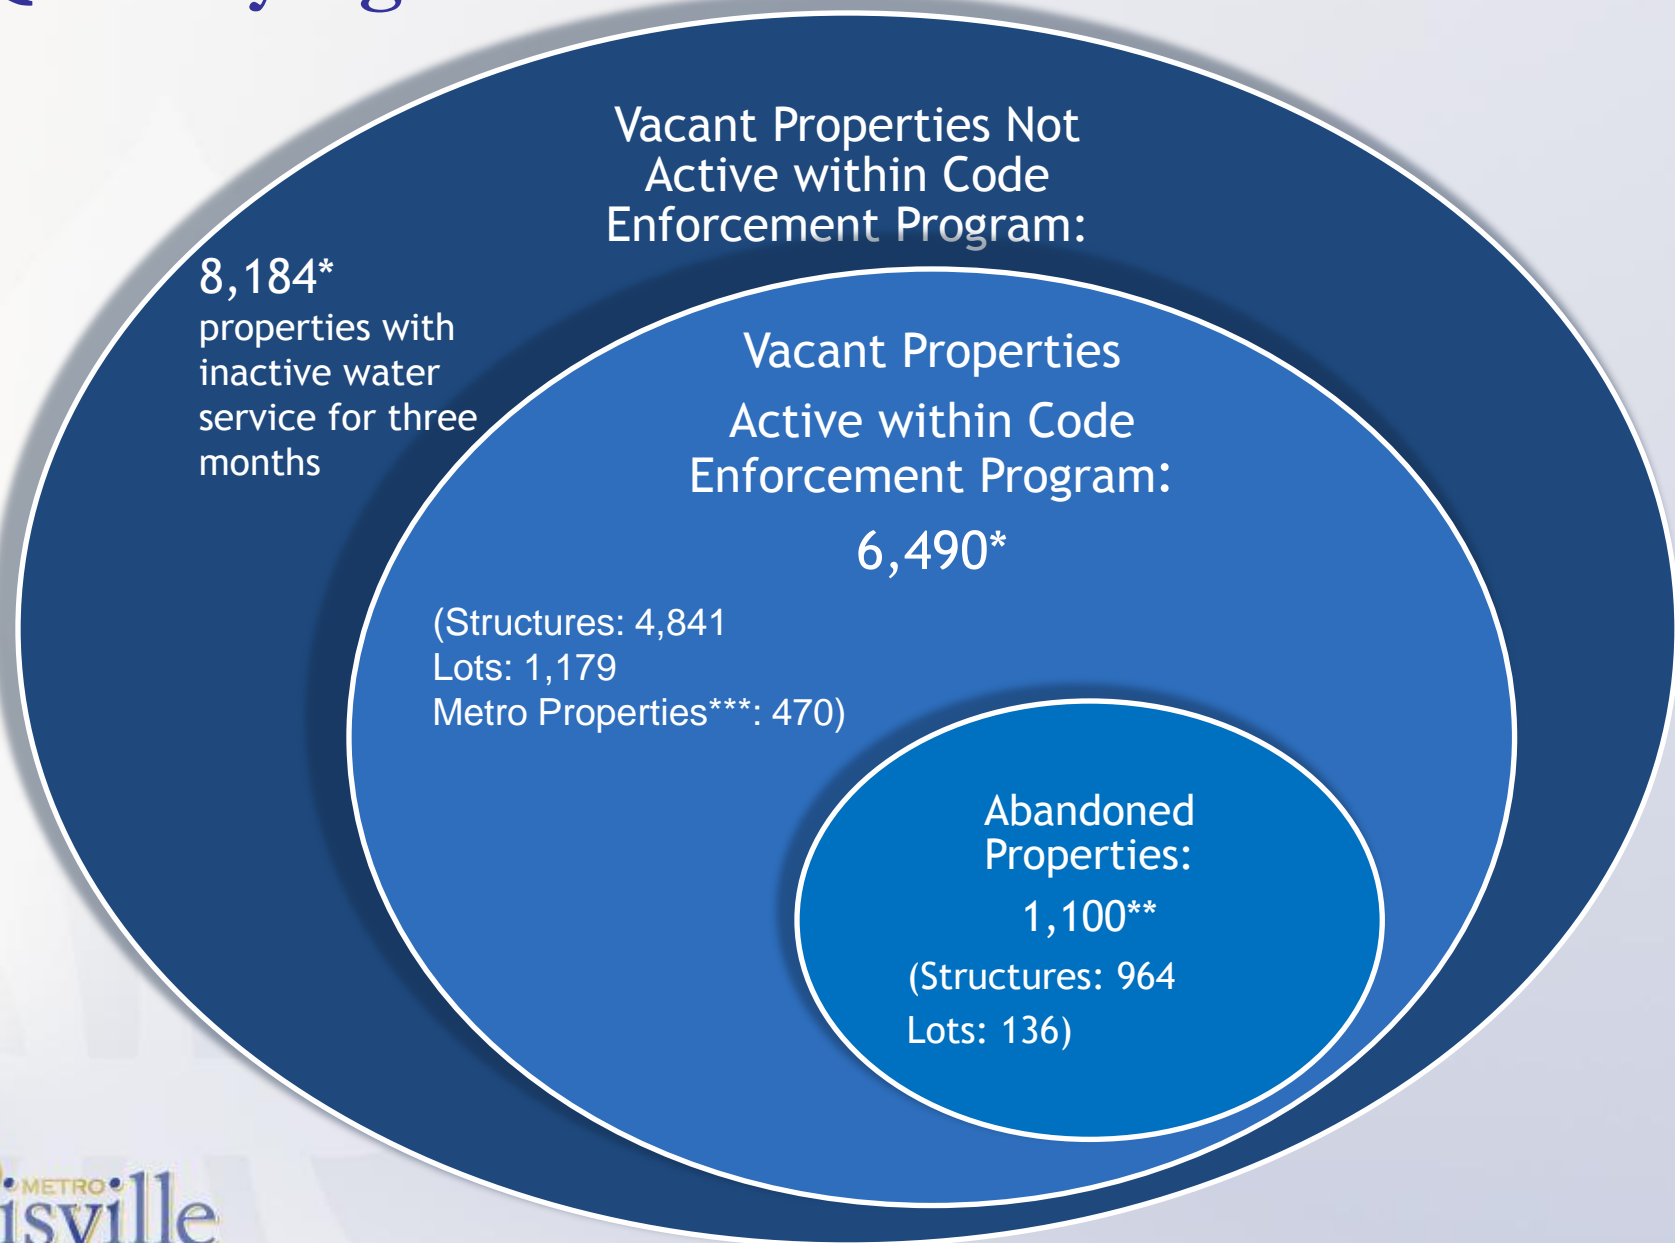 Vacant Properties Not
Active within Code
Enforcement Program:
8,184*
properties with
inactive water
service for three
months
Vacant Properties
Active within Code
Enforcement Program:
6,490*
(Structures: 4,841
Lots: 1,179
Metro Properties***: 470)
Abandoned
Properties:
1,100**
(Structures: 964
Lots: 136)
METRO
isville